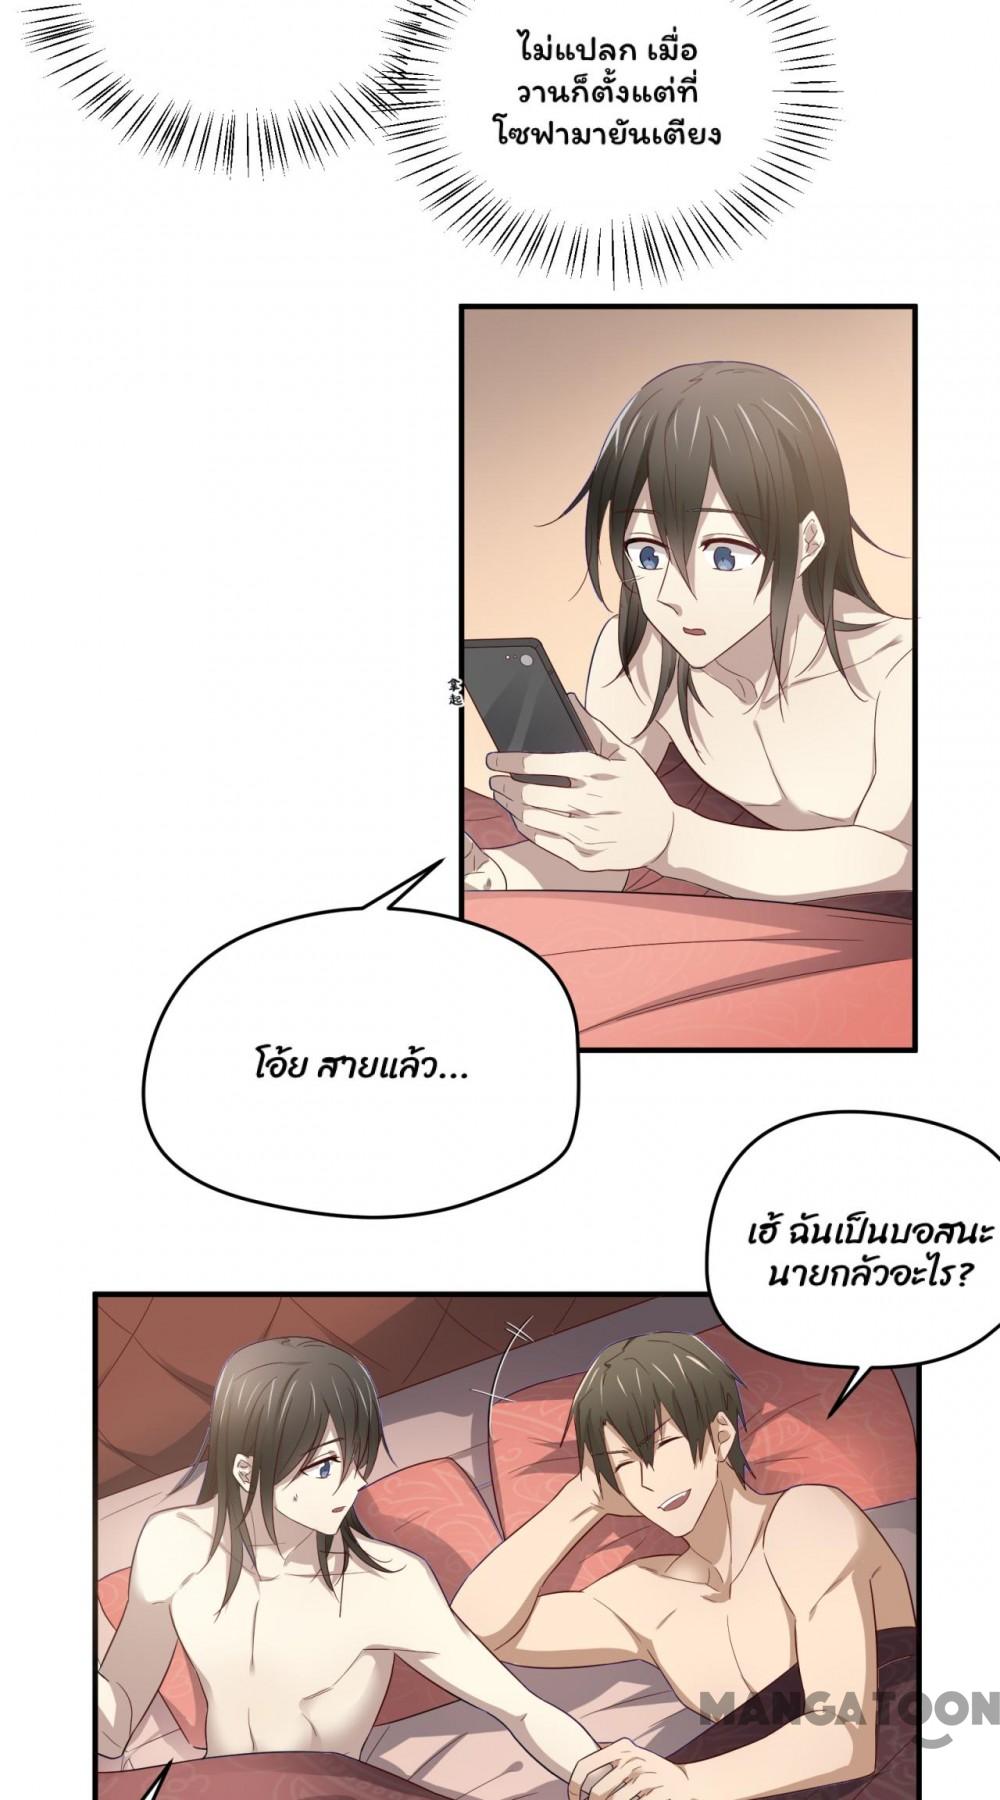 ไม่แปลก เมื่อ
วานก็ตั้งแต่ที่
โซฟามายันเตียง
拿起
โอ้ย สายแล้ว...
เฮ้ ฉันเป็นบอสนะ
นายกลัวอะไร?
MANGATOON